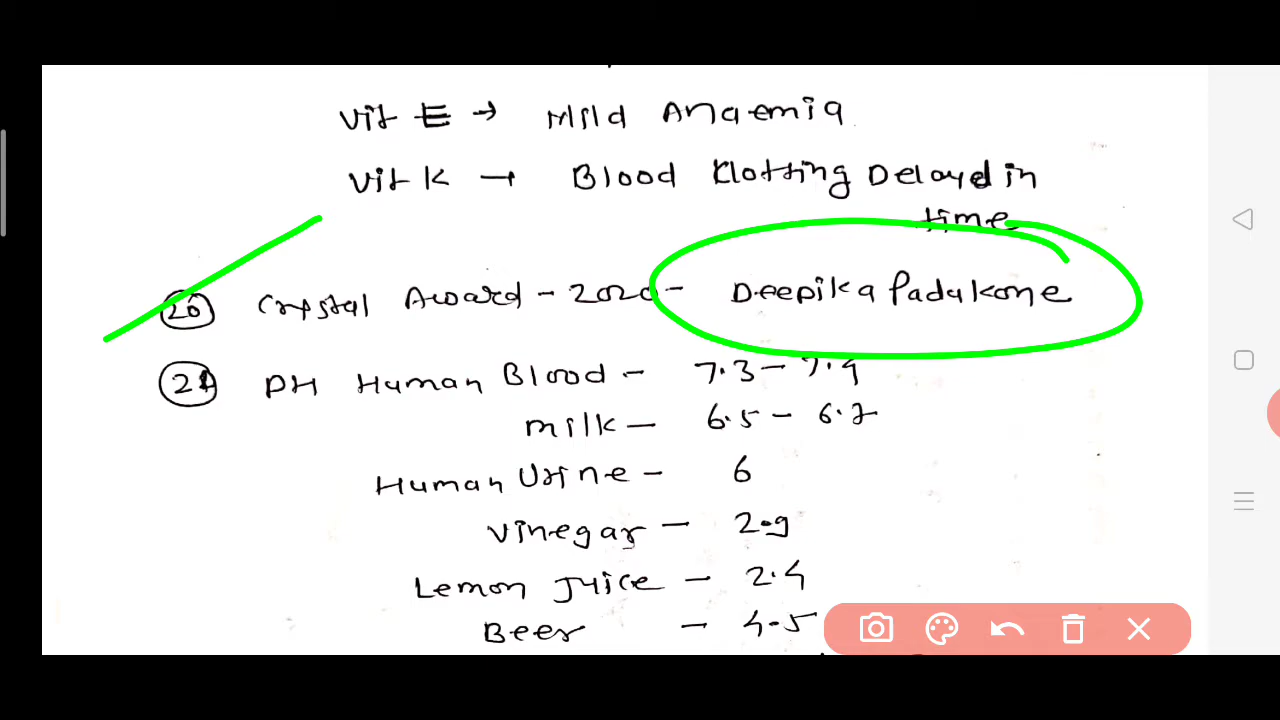 Vit E → Mild Anaemia
Vit K → Blood Klotting Delayed in
time
20 Crystal Award - 2020 - Deepika Padukone
21 PH Human Blood - 7.3 - 7.4
milk - 6.5 - 6.7
Human Urine - 6
Vinegar - 2.9
Lemon Juice - 2.4
Beer - 4.5